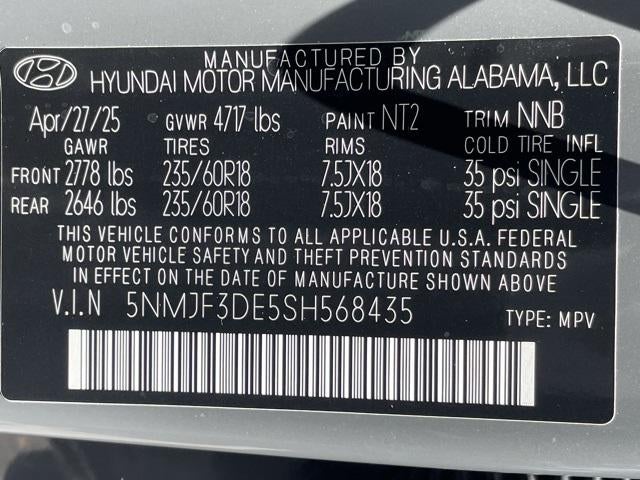 MANUFACTURED BY
HYUNDAI MOTOR MANUFACTURING ALABAMA, LLC
Apr/27/25 GVWR 4717 lbs PAINT NT2 TRIM NNB
GAWR TIRES RIMS COLD TIRE INFL
FRONT 2778 lbs 235/60R18 7.5JX18 35 psi SINGLE
REAR 2646 lbs 235/60R18 7.5JX18 35 psi SINGLE
THIS VEHICLE CONFORMS TO ALL APPLICABLE U.S.A. FEDERAL
MOTOR VEHICLE SAFETY AND THEFT PREVENTION STANDARDS
IN EFFECT ON THE DATE OF MANUFACTURE SHOWN ABOVE
V.I.N 5NMJF3DE5SH568435 TYPE: MPV